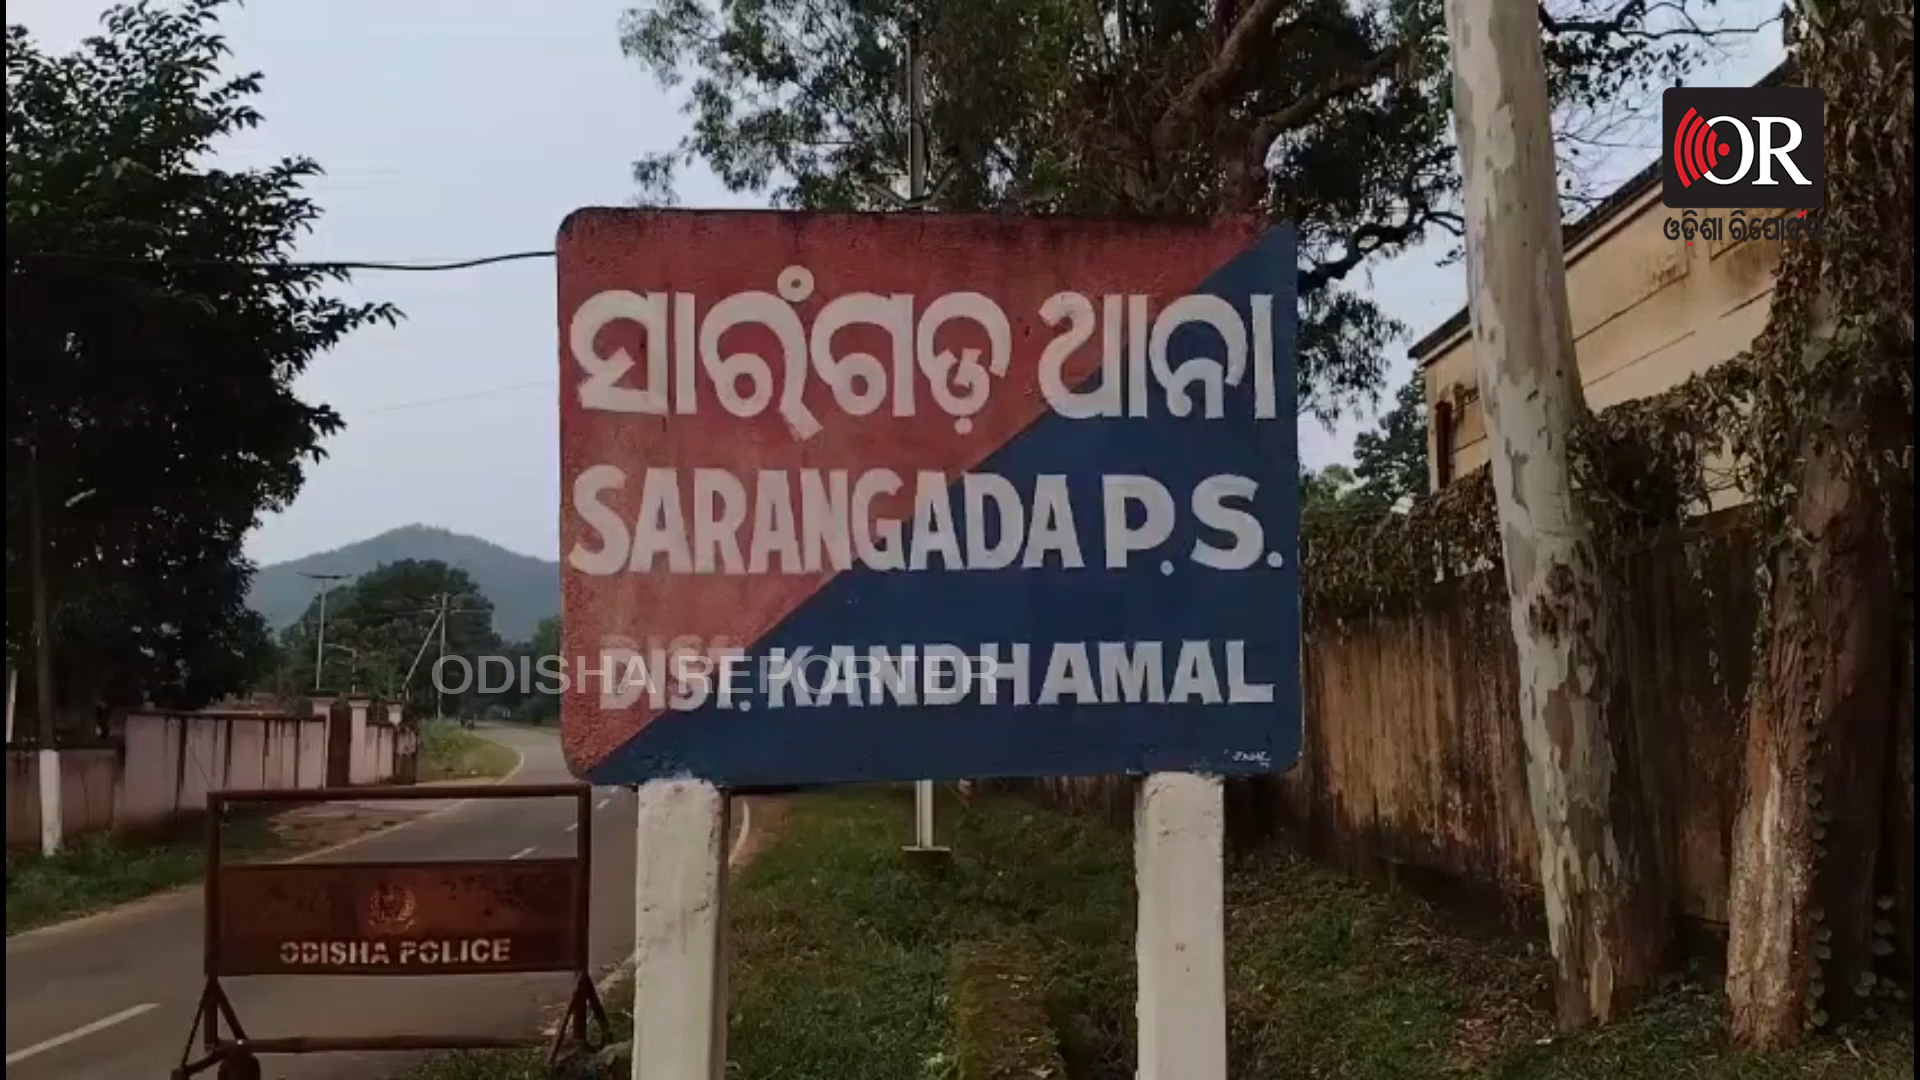 OR
ଓଡ଼ିଶା ରିପୋର୍ଟର
ସାରଂଗଡ଼ ଥାନା
SARANGADA P.S.
DIST. KANDHAMAL
ODISHA REPORTER
ODISHA POLICE